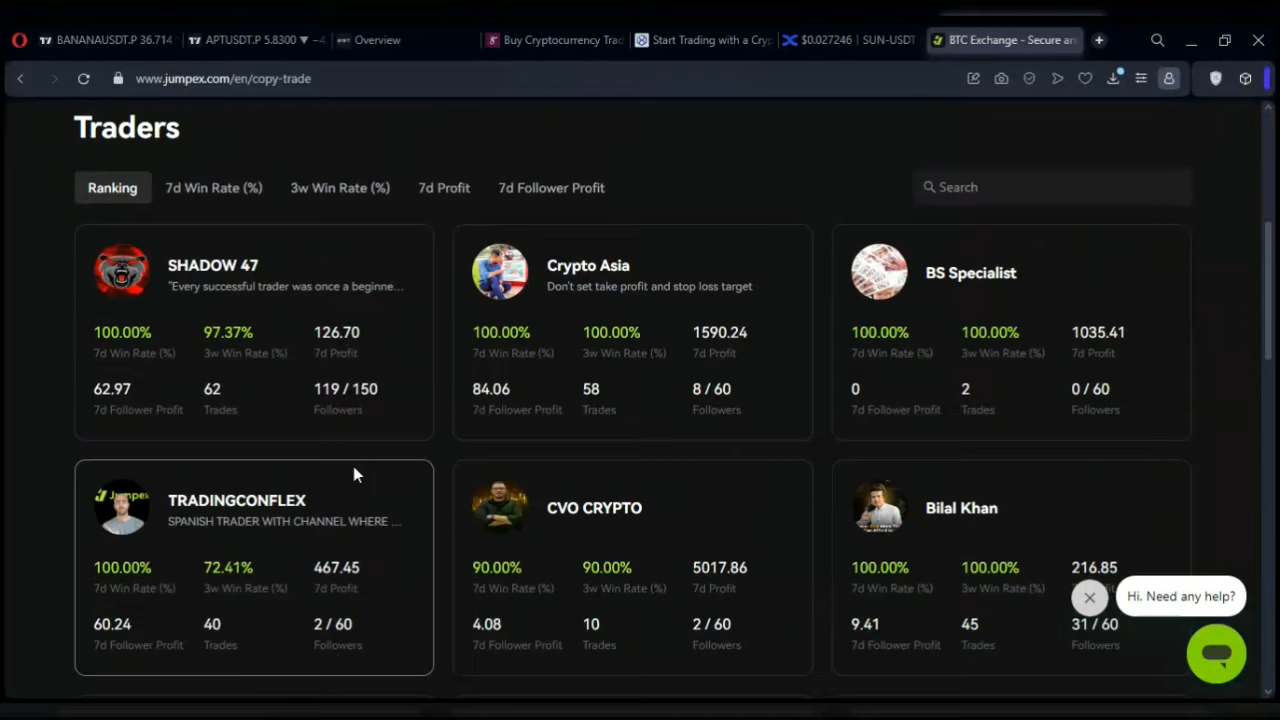 BANANAUSDT.P 36.714
APTUSDT.P 5.8300 ▼ −4
Overview
Buy Cryptocurrency Trad
Start Trading with a Cryp
$0.027246 | SUN-USDT
BTC Exchange - Secure an
www.jumpex.com/en/copy-trade
Traders
Ranking
7d Win Rate (%)
3w Win Rate (%)
7d Profit
7d Follower Profit
Search
SHADOW 47
"Every successful trader was once a beginne...
100.00% 97.37% 126.70
7d Win Rate (%) 3w Win Rate (%) 7d Profit
62.97 62 119 / 150
7d Follower Profit Trades Followers
Crypto Asia
Don't set take profit and stop loss target
100.00% 100.00% 1590.24
7d Win Rate (%) 3w Win Rate (%) 7d Profit
84.06 58 8 / 60
7d Follower Profit Trades Followers
BS Specialist
100.00% 100.00% 1035.41
7d Win Rate (%) 3w Win Rate (%) 7d Profit
0 2 0 / 60
7d Follower Profit Trades Followers
Jumpex
TRADINGCONFLEX
SPANISH TRADER WITH CHANNEL WHERE ...
100.00% 72.41% 467.45
7d Win Rate (%) 3w Win Rate (%) 7d Profit
60.24 40 2 / 60
7d Follower Profit Trades Followers
CVO CRYPTO
90.00% 90.00% 5017.86
7d Win Rate (%) 3w Win Rate (%) 7d Profit
4.08 10 2 / 60
7d Follower Profit Trades Followers
Bilal Khan
100.00% 100.00% 216.85
7d Win Rate (%) 3w Win Rate (%)
9.41 45 31 / 60
7d Follower Profit Trades Followers
Hi. Need any help?